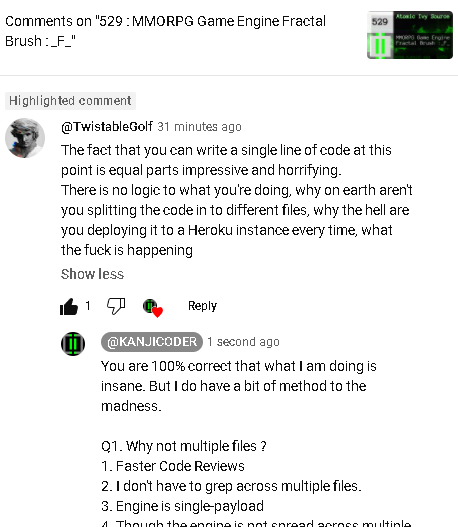 Comments on "529 : MMORPG Game Engine Fractal
Brush : _F_"
529
Atomic Ivy Source
MMORPG Game Engine
Fractal Brush :_F_
Highlighted comment
@TwistableGolf 31 minutes ago
The fact that you can write a single line of code at this
point is equal parts impressive and horrifying.
There is no logic to what you're doing, why on earth aren't
you splitting the code in to different files, why the hell are
you deploying it to a Heroku instance every time, what
the fuck is happening
Show less
1
Reply
@KANJICODER 1 second ago
You are 100% correct that what I am doing is
insane. But I do have a bit of method to the
madness.
Q1. Why not multiple files ?
1. Faster Code Reviews
2. I don't have to grep across multiple files.
3. Engine is single-payload
4. Though the engine is not spread across multiple